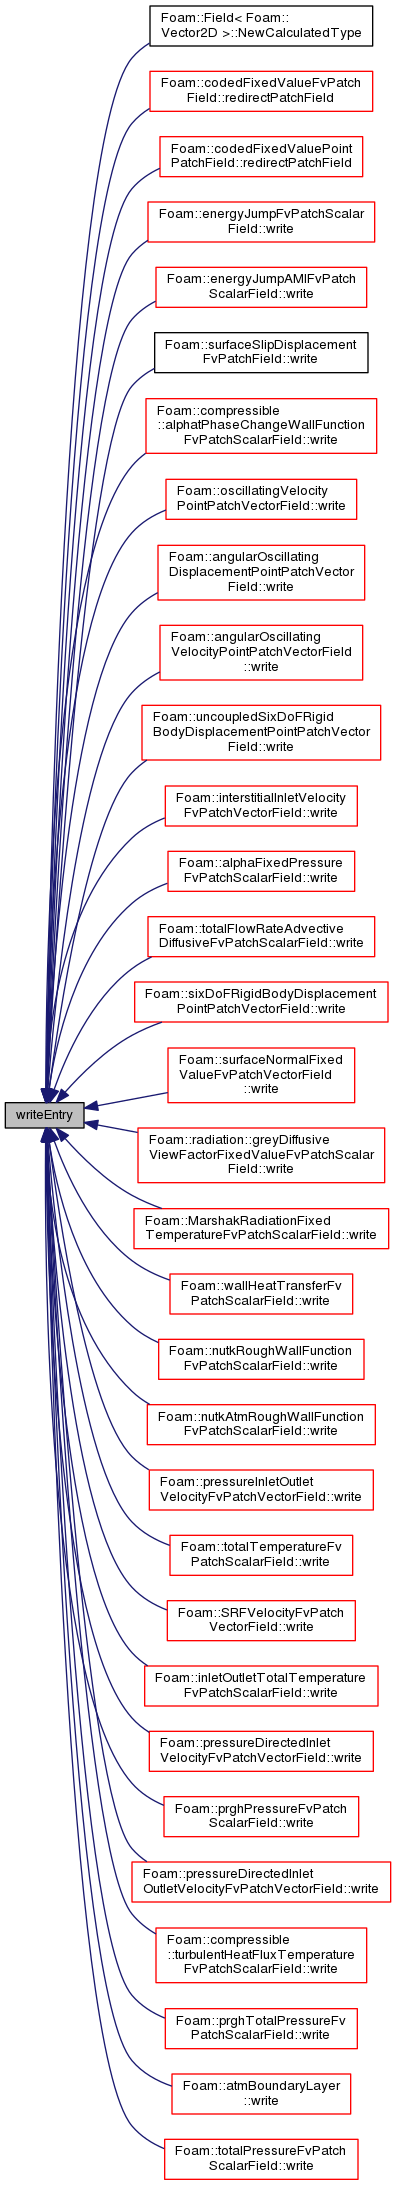 Foam::Field< Foam::
Vector2D >::NewCalculatedType
Foam::codedFixedValueFvPatch
Field::redirectPatchField
Foam::codedFixedValuePoint
PatchField::redirectPatchField
Foam::energyJumpFvPatchScalar
Field::write
Foam::energyJumpAMIFvPatch
ScalarField::write
Foam::surfaceSlipDisplacement
FvPatchField::write
Foam::compressible
::alphatPhaseChangeWallFunction
FvPatchScalarField::write
Foam::oscillatingVelocity
PointPatchVectorField::write
Foam::angularOscillating
DisplacementPointPatchVector
Field::write
Foam::angularOscillating
VelocityPointPatchVectorField
::write
Foam::uncoupledSixDoFRigid
BodyDisplacementPointPatchVector
Field::write
Foam::interstitialInletVelocity
FvPatchVectorField::write
Foam::alphaFixedPressure
FvPatchScalarField::write
Foam::totalFlowRateAdvective
DiffusiveFvPatchScalarField::write
Foam::sixDoFRigidBodyDisplacement
PointPatchVectorField::write
Foam::surfaceNormalFixed
ValueFvPatchVectorField
::write
writeEntry
Foam::radiation::greyDiffusive
ViewFactorFixedValueFvPatchScalar
Field::write
Foam::MarshakRadiationFixed
TemperatureFvPatchScalarField::write
Foam::wallHeatTransferFv
PatchScalarField::write
Foam::nutkRoughWallFunction
FvPatchScalarField::write
Foam::nutkAtmRoughWallFunction
FvPatchScalarField::write
Foam::pressureInletOutlet
VelocityFvPatchVectorField::write
Foam::totalTemperatureFv
PatchScalarField::write
Foam::SRFVelocityFvPatch
VectorField::write
Foam::inletOutletTotalTemperature
FvPatchScalarField::write
Foam::pressureDirectedInlet
VelocityFvPatchVectorField::write
Foam::prghPressureFvPatch
ScalarField::write
Foam::pressureDirectedInlet
OutletVelocityFvPatchVectorField::write
Foam::compressible
::turbulentHeatFluxTemperature
FvPatchScalarField::write
Foam::prghTotalPressureFv
PatchScalarField::write
Foam::atmBoundaryLayer
::write
Foam::totalPressureFvPatch
ScalarField::write